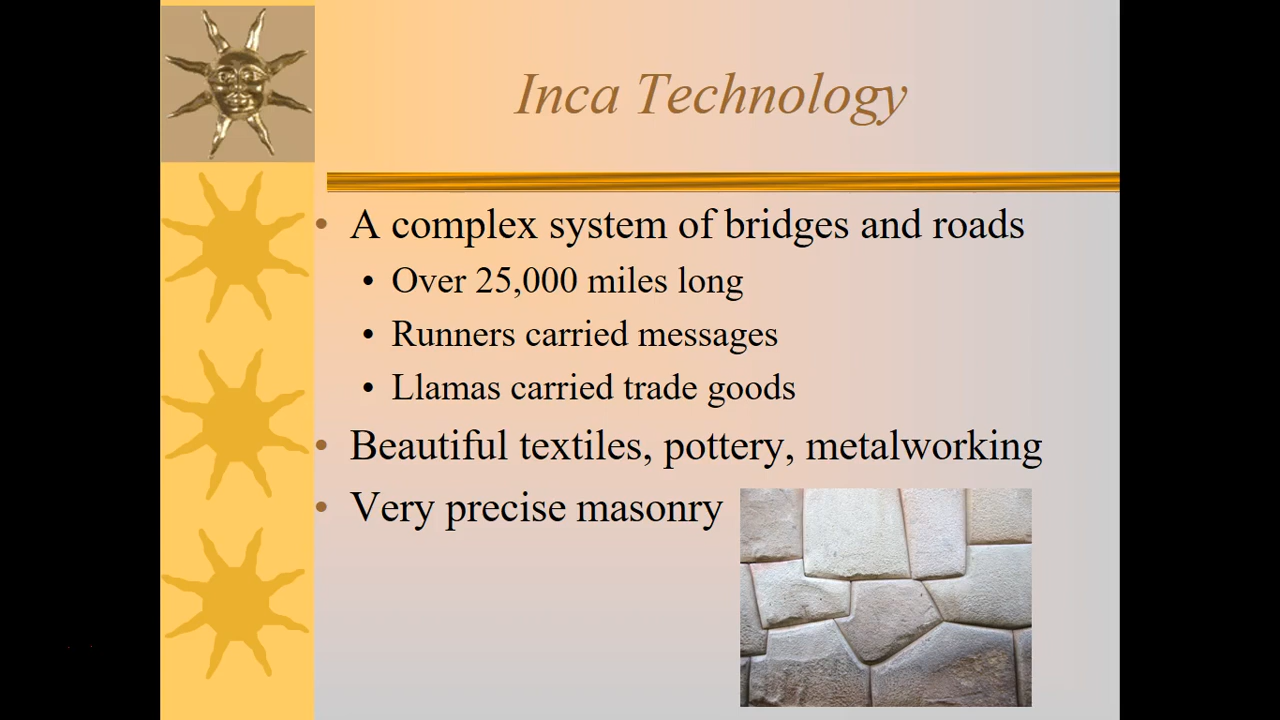 Inca Technology
• A complex system of bridges and roads
• Over 25,000 miles long
• Runners carried messages
• Llamas carried trade goods
• Beautiful textiles, pottery, metalworking
• Very precise masonry